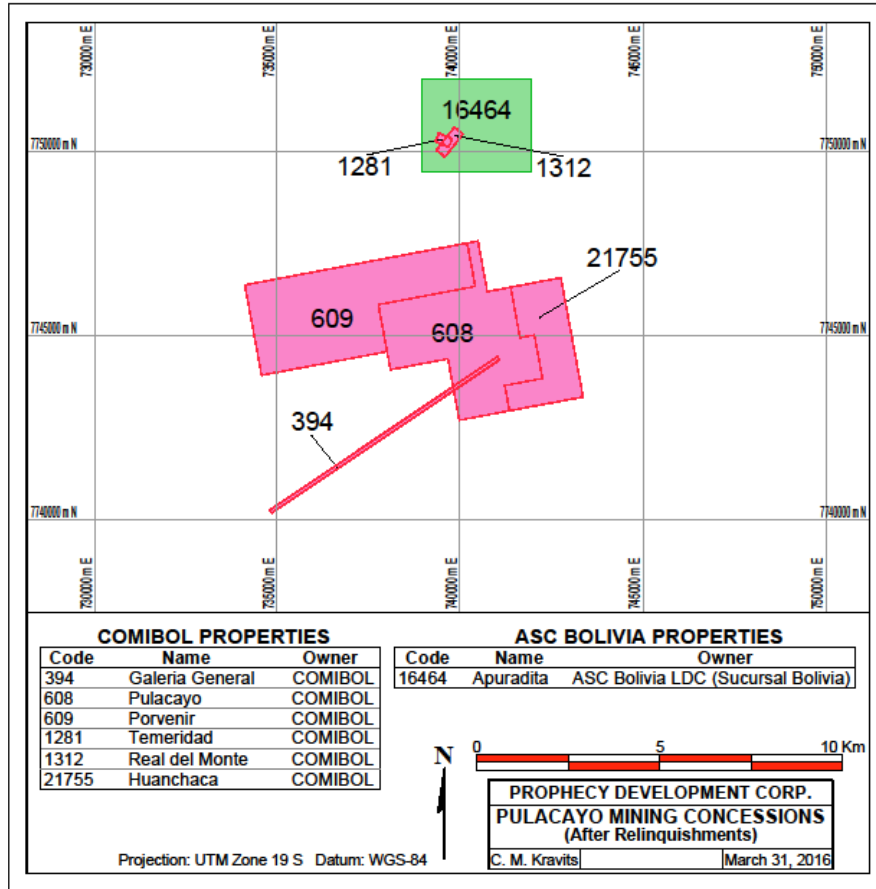 730000 m E 735000 m E 740000 m E 745000 m E 750000 m E
16464
7750000 m N 7750000 m N
1281 1312
21755
609 608
7745000 m N 7745000 m N
394
7740000 m N 7740000 m N
730000 m E 735000 m E 740000 m E 745000 m E 750000 m E
COMIBOL PROPERTIES
Code Name Owner
394 Galeria General COMIBOL
608 Pulacayo COMIBOL
609 Porvenir COMIBOL
1281 Temeridad COMIBOL
1312 Real del Monte COMIBOL
21755 Huanchaca COMIBOL
ASC BOLIVIA PROPERTIES
Code Name Owner
16464 Apuradita ASC Bolivia LDC (Sucursal Bolivia)
N
0 5 10 Km
PROPHECY DEVELOPMENT CORP.
PULACAYO MINING CONCESSIONS
(After Relinquishments)
C. M. Kravits March 31, 2016
Projection: UTM Zone 19 S Datum: WGS-84